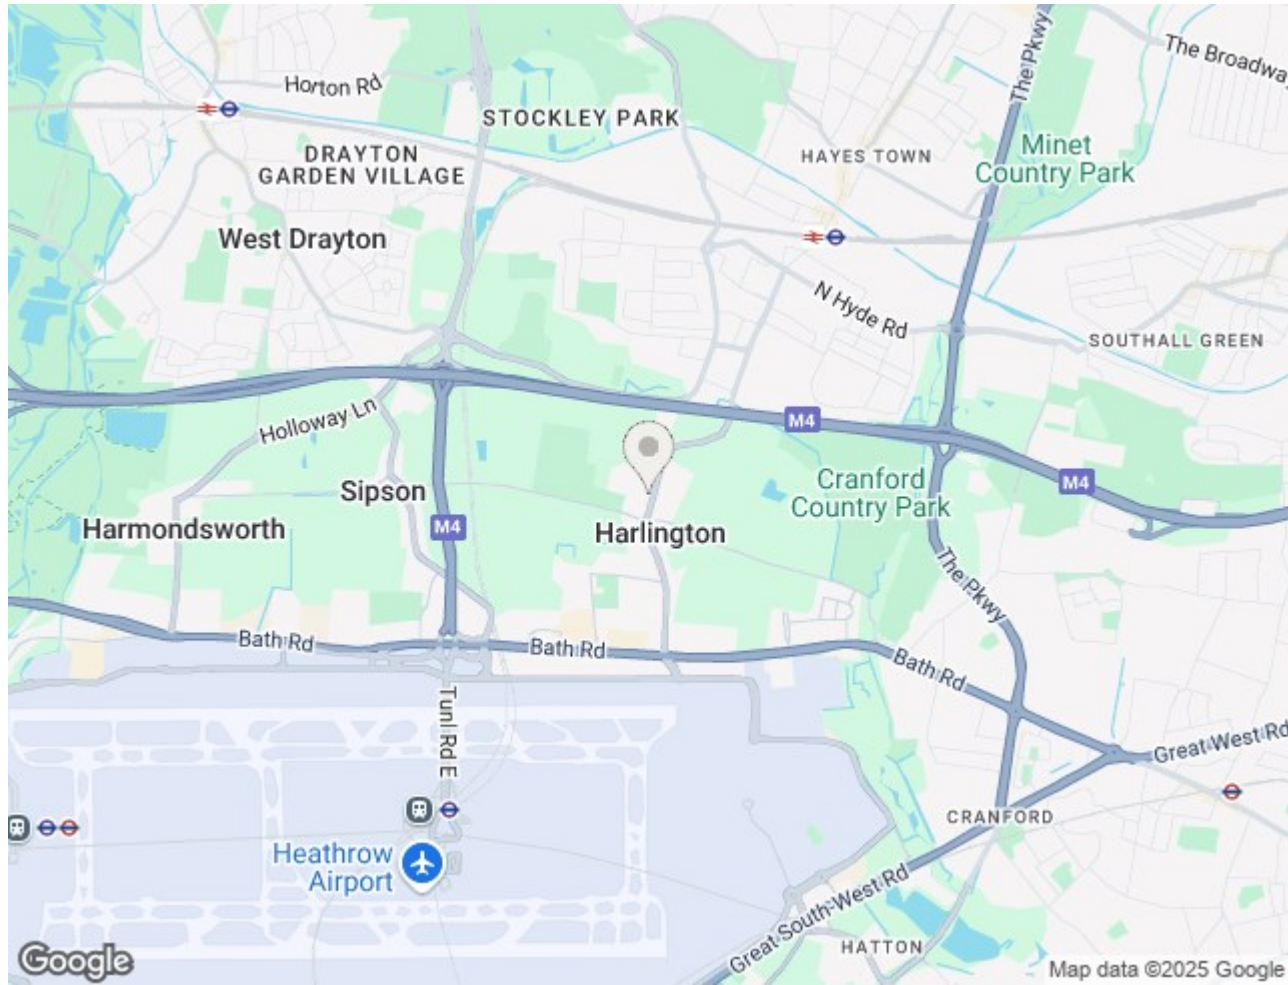 The Pkwy
The Broadway
Horton Rd
STOCKLEY PARK
DRAYTON
GARDEN VILLAGE
HAYES TOWN
Minet
Country Park
West Drayton
N Hyde Rd
SOUTHALL GREEN
Holloway Ln
M4
Sipson
Cranford
Country Park
M4
Harmondsworth
M4
Harlington
The Pkwy
Bath Rd
Bath Rd
Bath Rd
Tunl Rd E
Great West Rd
CRANFORD
Heathrow
Airport
Great South-West Rd
HATTON
Google
Map data ©2025 Google